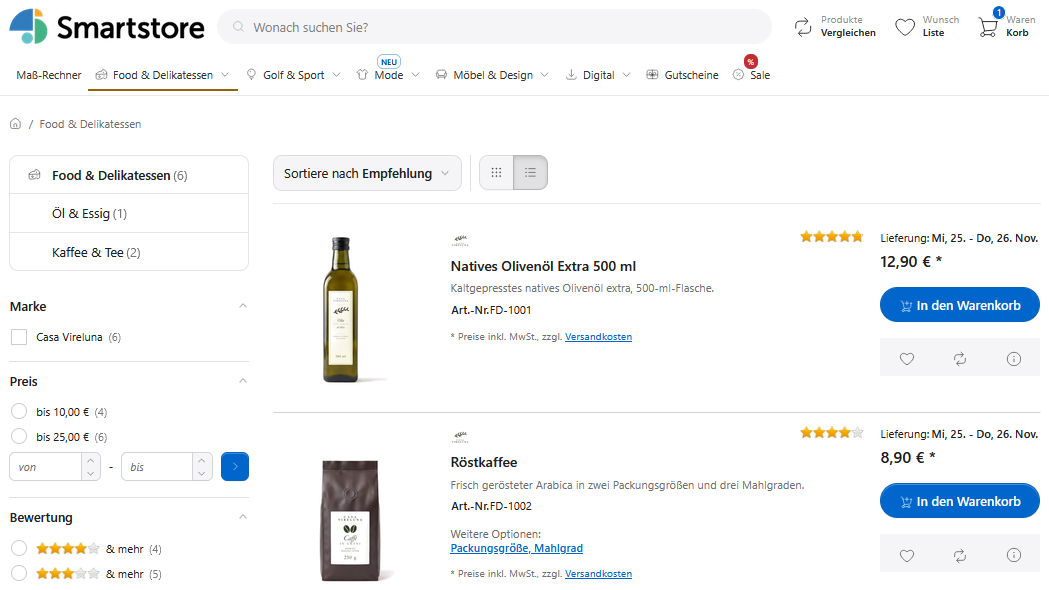 Smartstore
Wonach suchen Sie?
Produkte
Vergleichen
Wunsch
Liste
1
Waren
Korb
NEU
%
Maß-Rechner Food & Delikatessen Golf & Sport Mode Möbel & Design Digital Gutscheine Sale
/ Food & Delikatessen
Food & Delikatessen (6)
Öl & Essig (1)
Kaffee & Tee (2)
Marke
Casa Vireluna (6)
Preis
bis 10,00 € (4)
bis 25,00 € (6)
von - bis
Bewertung
& mehr (4)
& mehr (5)
Sortiere nach Empfehlung
Natives Olivenöl Extra 500 ml
Kaltgepresstes natives Olivenöl extra, 500-ml-Flasche.
Art.-Nr.FD-1001
* Preise inkl. MwSt., zzgl. Versandkosten
Lieferung: Mi, 25. - Do, 26. Nov.
12,90 € *
In den Warenkorb
Caffè
250 g
Röstkaffee
Frisch gerösteter Arabica in zwei Packungsgrößen und drei Mahlgraden.
Art.-Nr.FD-1002
Weitere Optionen:
Packungsgröße, Mahlgrad
* Preise inkl. MwSt., zzgl. Versandkosten
Lieferung: Mi, 25. - Do, 26. Nov.
8,90 € *
In den Warenkorb